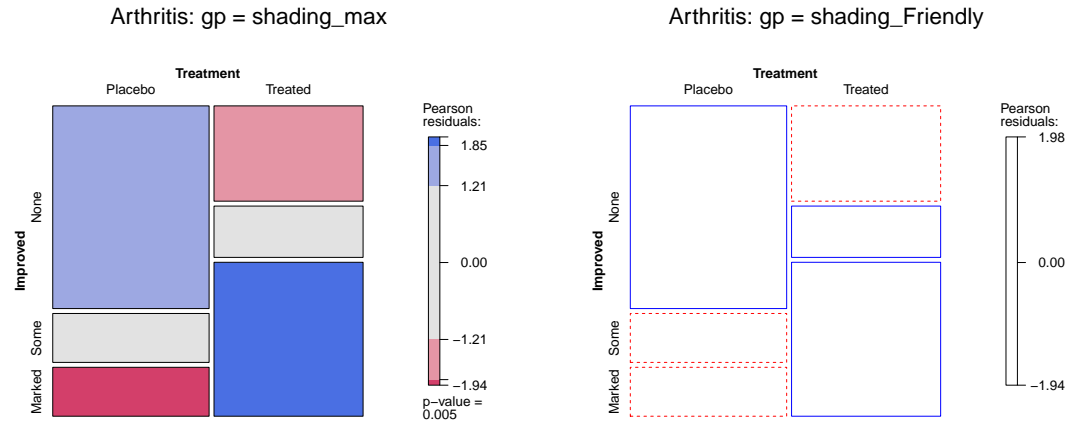 Arthritis: gp = shading_max
Treatment
Placebo Treated
Improved
None
Some
Marked
Pearson
residuals:
1.85
1.21
0.00
−1.21
−1.94
p−value =
0.005
Arthritis: gp = shading_Friendly
Treatment
Placebo Treated
Improved
None
Some
Marked
Pearson
residuals:
1.98
0.00
−1.94